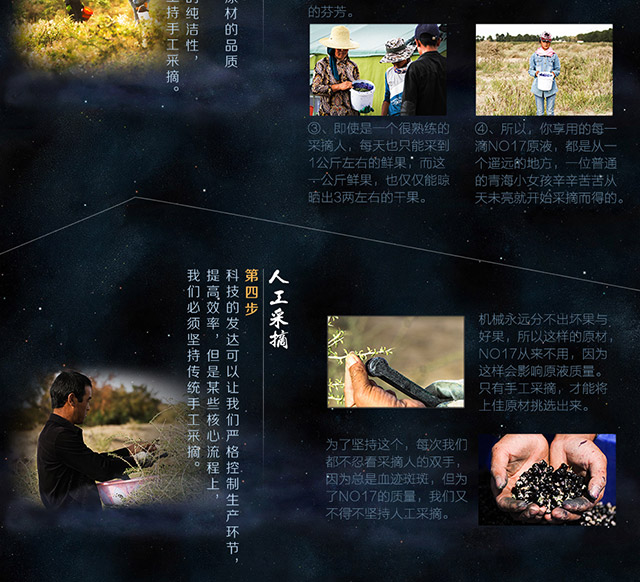 原材的品质
的纯洁性，
坚持手工采摘。
的芬芳。
③、即使是一个很熟练的
采摘人，每天也只能采到
1公斤左右的鲜果，而这
一公斤鲜果，也仅仅能晾
晒出3两左右的干果。
④、所以，你享用的每一
滴NO17原液，都是从一
个遥远的地方，一位普通
的青海小女孩辛辛苦苦从
天未亮就开始采摘而得的。
人工采摘
第四步
科技的发达可以让我们严格控制生产环节，
提高效率，但是某些核心流程上，
我们必须坚持传统手工采摘。
机械永远分不出坏果与
好果，所以这样的原材，
NO17从来不用，因为
这样会影响原液质量。
只有手工采摘，才能将
上佳原材挑选出来。
为了坚持这个，每次我们
都不忍看采摘人的双手，
因为总是血迹斑斑，但为
了NO17的质量，我们又
不得不坚持人工采摘。